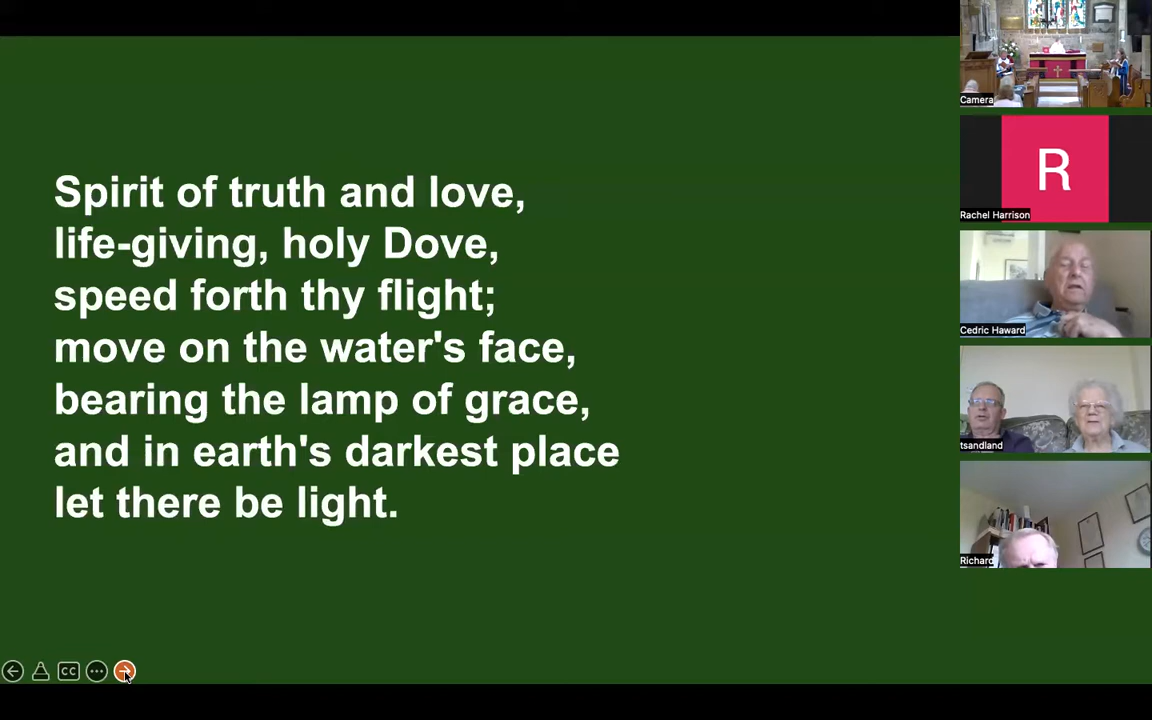 Spirit of truth and love,
life-giving, holy Dove,
speed forth thy flight;
move on the water's face,
bearing the lamp of grace,
and in earth's darkest place
let there be light.
CC
Camera
R
Rachel Harrison
Cedric Haward
tsandland
Richard